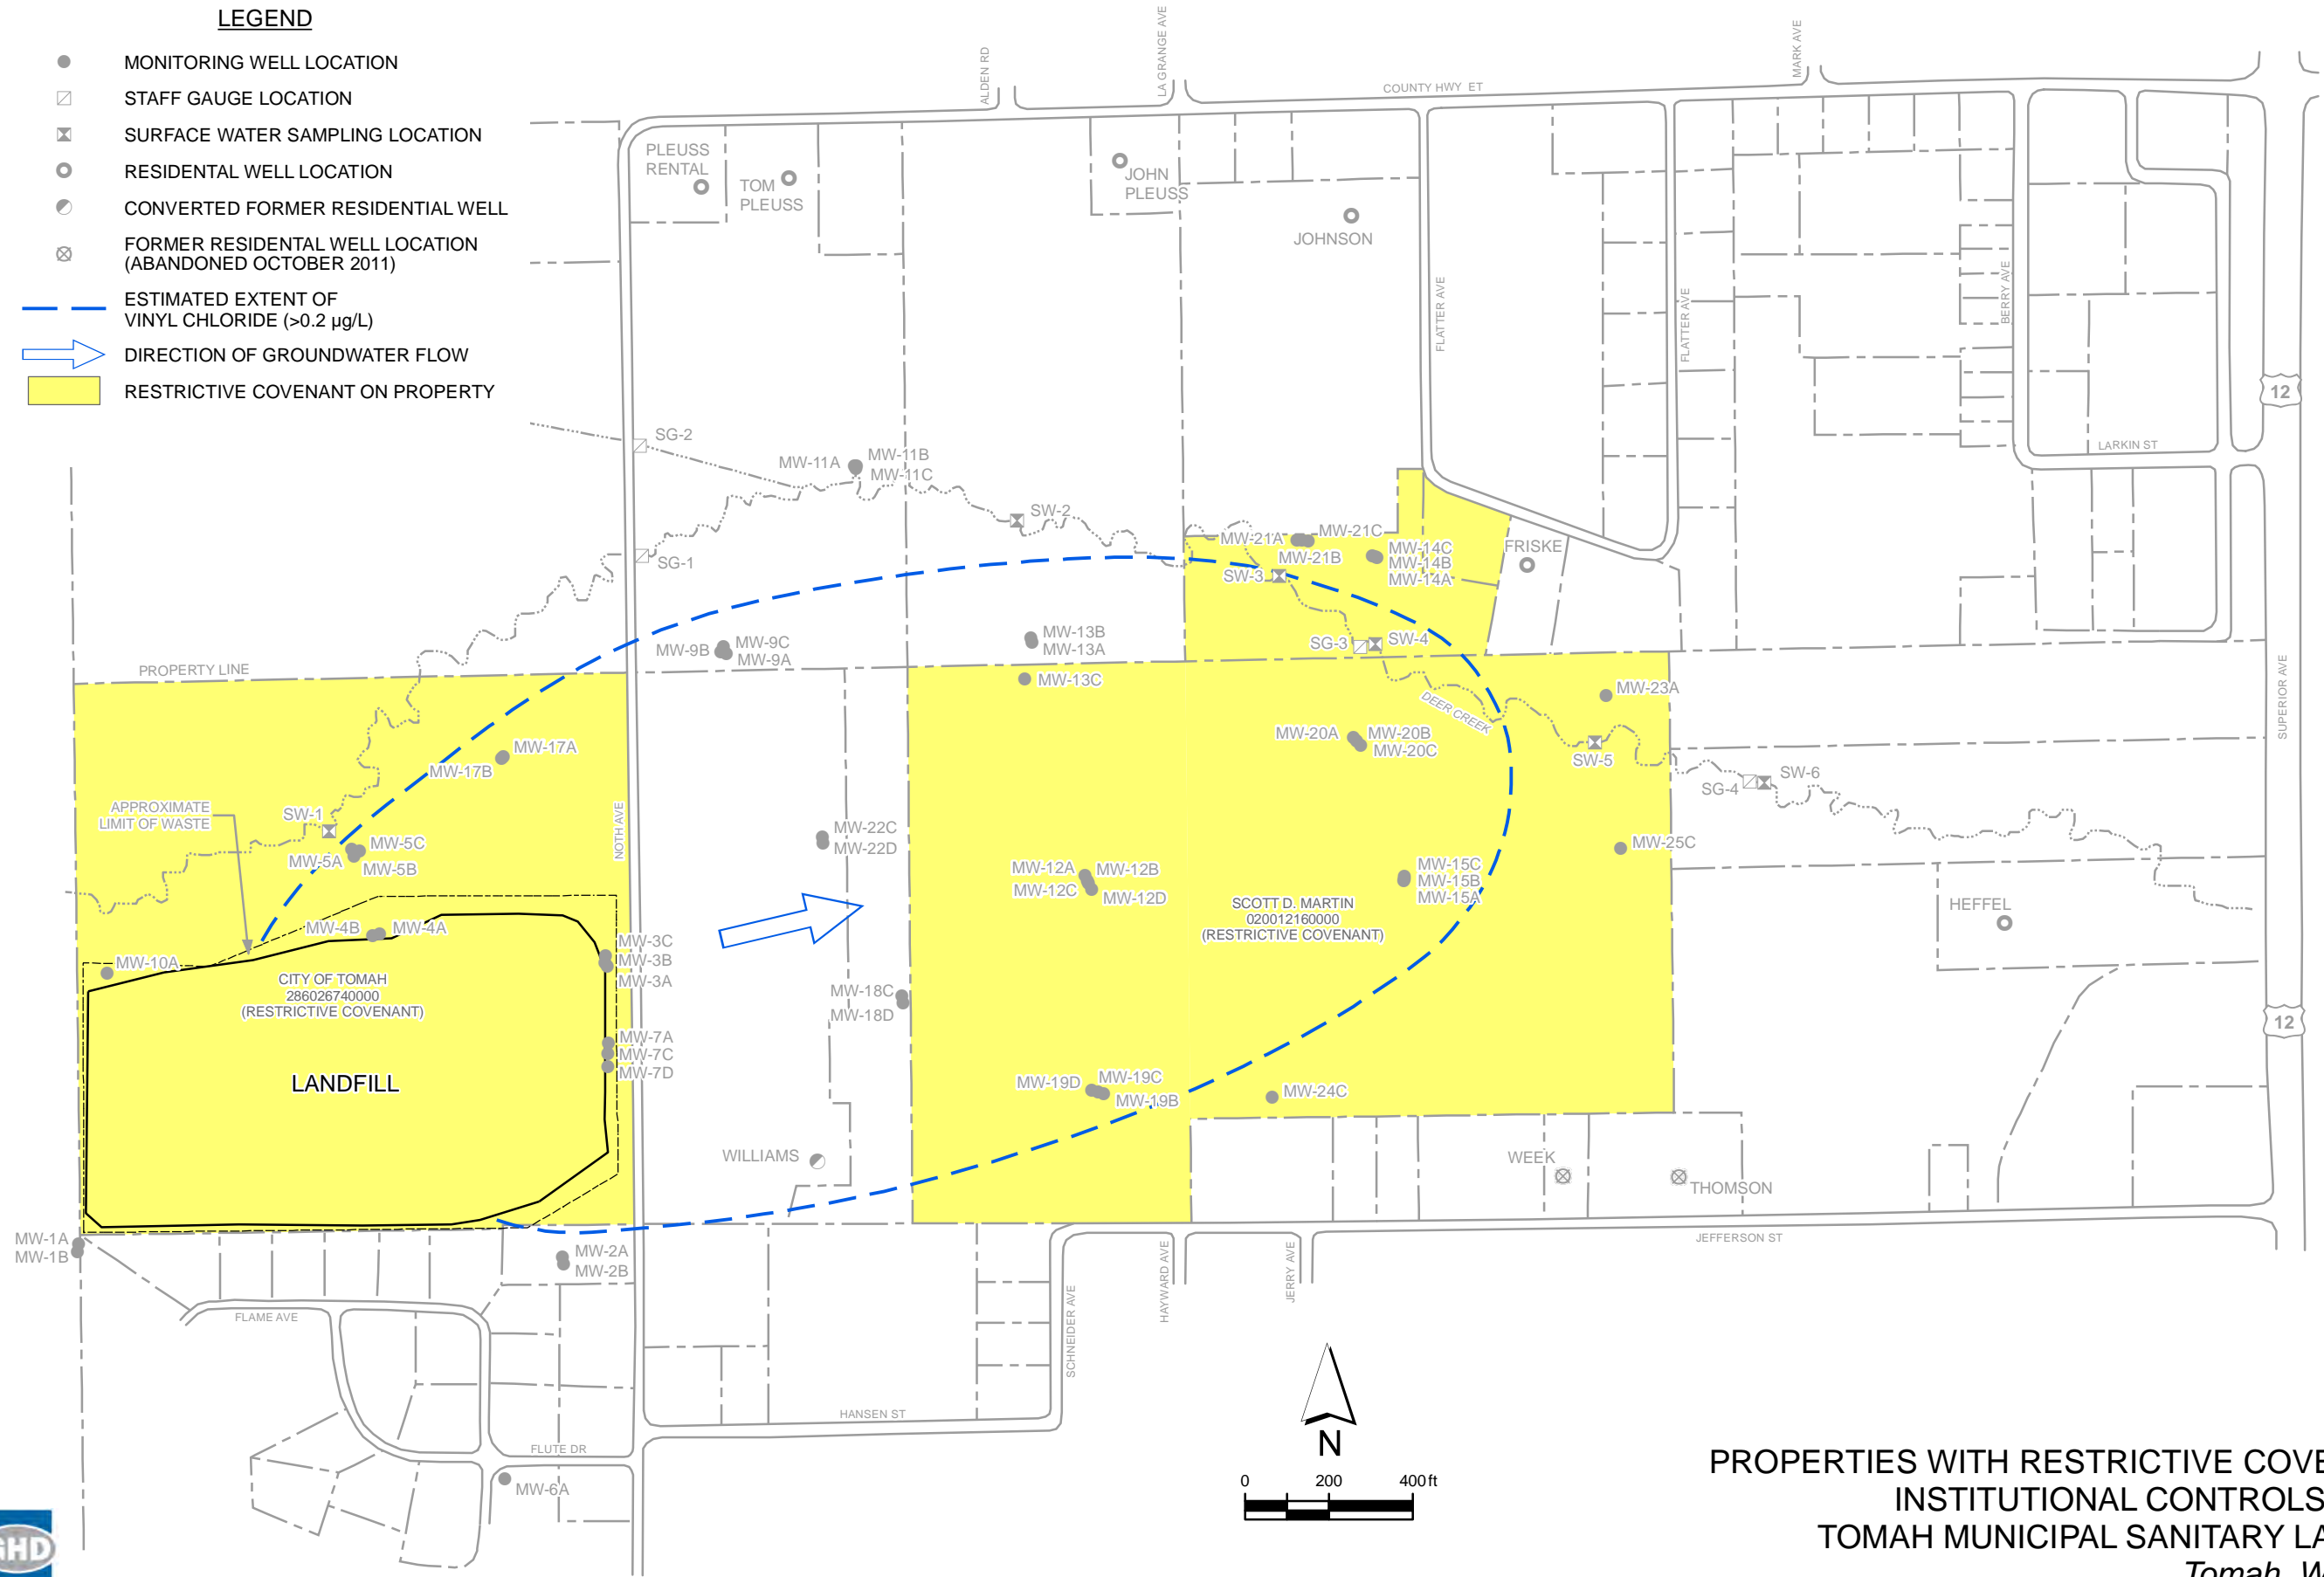 LEGEND
MONITORING WELL LOCATION
STAFF GAUGE LOCATION
SURFACE WATER SAMPLING LOCATION
RESIDENTAL WELL LOCATION
CONVERTED FORMER RESIDENTIAL WELL
FORMER RESIDENTAL WELL LOCATION
(ABANDONED OCTOBER 2011)
ESTIMATED EXTENT OF
VINYL CHLORIDE (>0.2 µg/L)
DIRECTION OF GROUNDWATER FLOW
RESTRICTIVE COVENANT ON PROPERTY
ALDEN RD
LA GRANGE AVE
COUNTY HWY ET
MARK AVE
PLEUSS
RENTAL
TOM
PLEUSS
JOHN
PLEUSS
JOHNSON
FLATTER AVE
FLATTER AVE
BERRY AVE
12
LARKIN ST
SG-2
MW-11A
MW-11B
MW-11C
SW-2
SG-1
MW-21A
MW-21C
MW-21B
MW-14C
MW-14B
MW-14A
FRISKE
SW-3
SG-3
SW-4
MW-9B
MW-9C
MW-9A
MW-13B
MW-13A
MW-13C
PROPERTY LINE
MW-23A
DEER CREEK
SUPERIOR AVE
MW-17A
MW-17B
MW-20A
MW-20B
MW-20C
SW-5
SG-4
SW-6
APPROXIMATE
LIMIT OF WASTE
SW-1
NOTH AVE
MW-5C
MW-5A
MW-5B
MW-22C
MW-22D
MW-25C
MW-12A
MW-12B
MW-12C
MW-12D
MW-15C
MW-15B
MW-15A
SCOTT D. MARTIN
020012160000
(RESTRICTIVE COVENANT)
HEFFEL
MW-4B
MW-4A
MW-3C
MW-3B
MW-3A
MW-10A
CITY OF TOMAH
286026740000
(RESTRICTIVE COVENANT)
MW-18C
MW-18D
12
MW-7A
MW-7C
MW-7D
LANDFILL
MW-19D
MW-19C
MW-19B
MW-24C
WILLIAMS
WEEK
THOMSON
MW-1A
MW-1B
MW-2A
MW-2B
JEFFERSON ST
SCHNEIDER AVE
HAYWARD AVE
JERRY AVE
FLAME AVE
HANSEN ST
FLUTE DR
MW-6A
N
0 200 400 ft
GHD
PROPERTIES WITH RESTRICTIVE COVE
INSTITUTIONAL CONTROLS
TOMAH MUNICIPAL SANITARY LA
Tomah, W